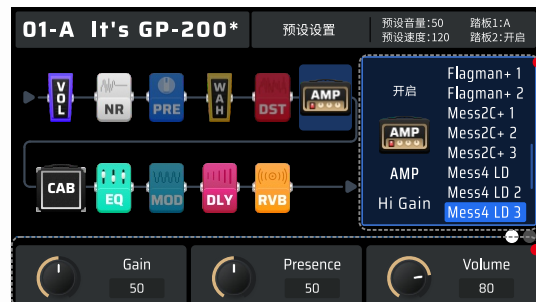 01-A It's GP-200*
预设设置
预设音量:50 踏板1:A
预设速度:120 踏板2:开启
VOL
NR
PRE
WAH
DST
AMP
CAB
EQ
MOD
DLY
RVB
开启
AMP
AMP
Hi Gain
Flagman+ 1
Flagman+ 2
Mess2C+ 1
Mess2C+ 2
Mess2C+ 3
Mess4 LD
Mess4 LD 2
Mess4 LD 3
Gain
50
Presence
50
Volume
80